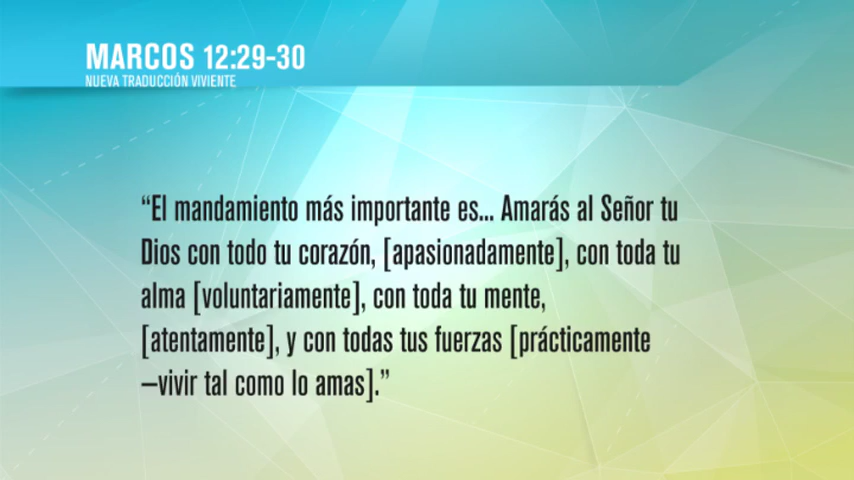 MARCOS 12:29-30
NUEVA TRADUCCIÓN VIVIENTE
“El mandamiento más importante es... Amarás al Señor tu
Dios con todo tu corazón, [apasionadamente], con toda tu
alma [voluntariamente], con toda tu mente,
[atentamente], y con todas tus fuerzas [prácticamente
–vivir tal como lo amas].”